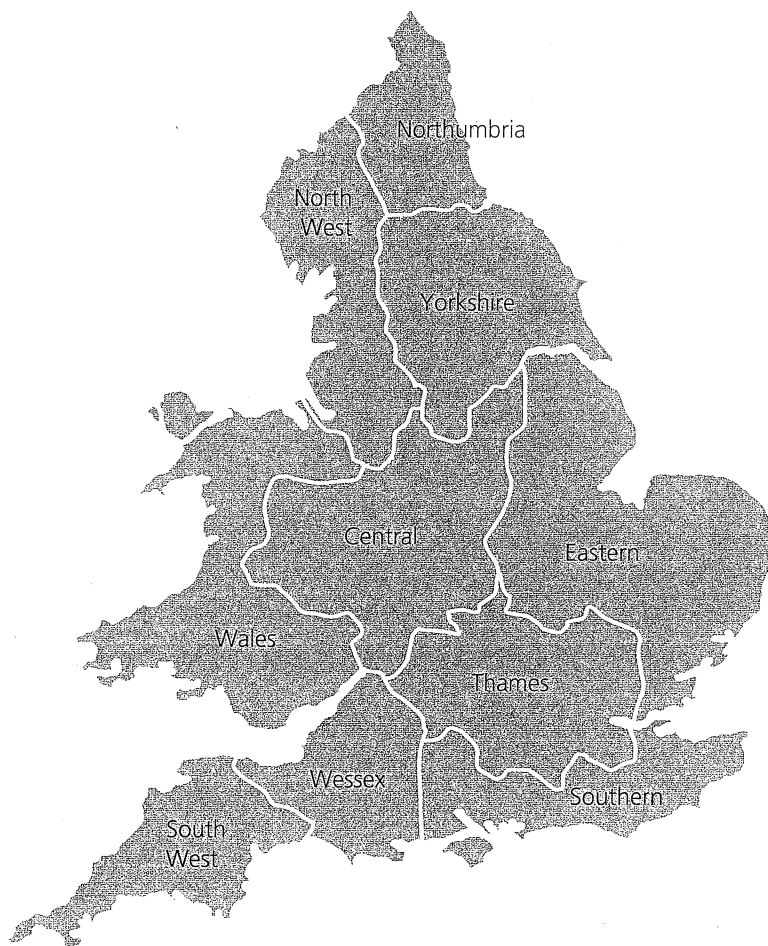 Northumbria
North
West
Yorkshire
Central
Eastern
Wales
Thames
Wessex
Southern
South
West